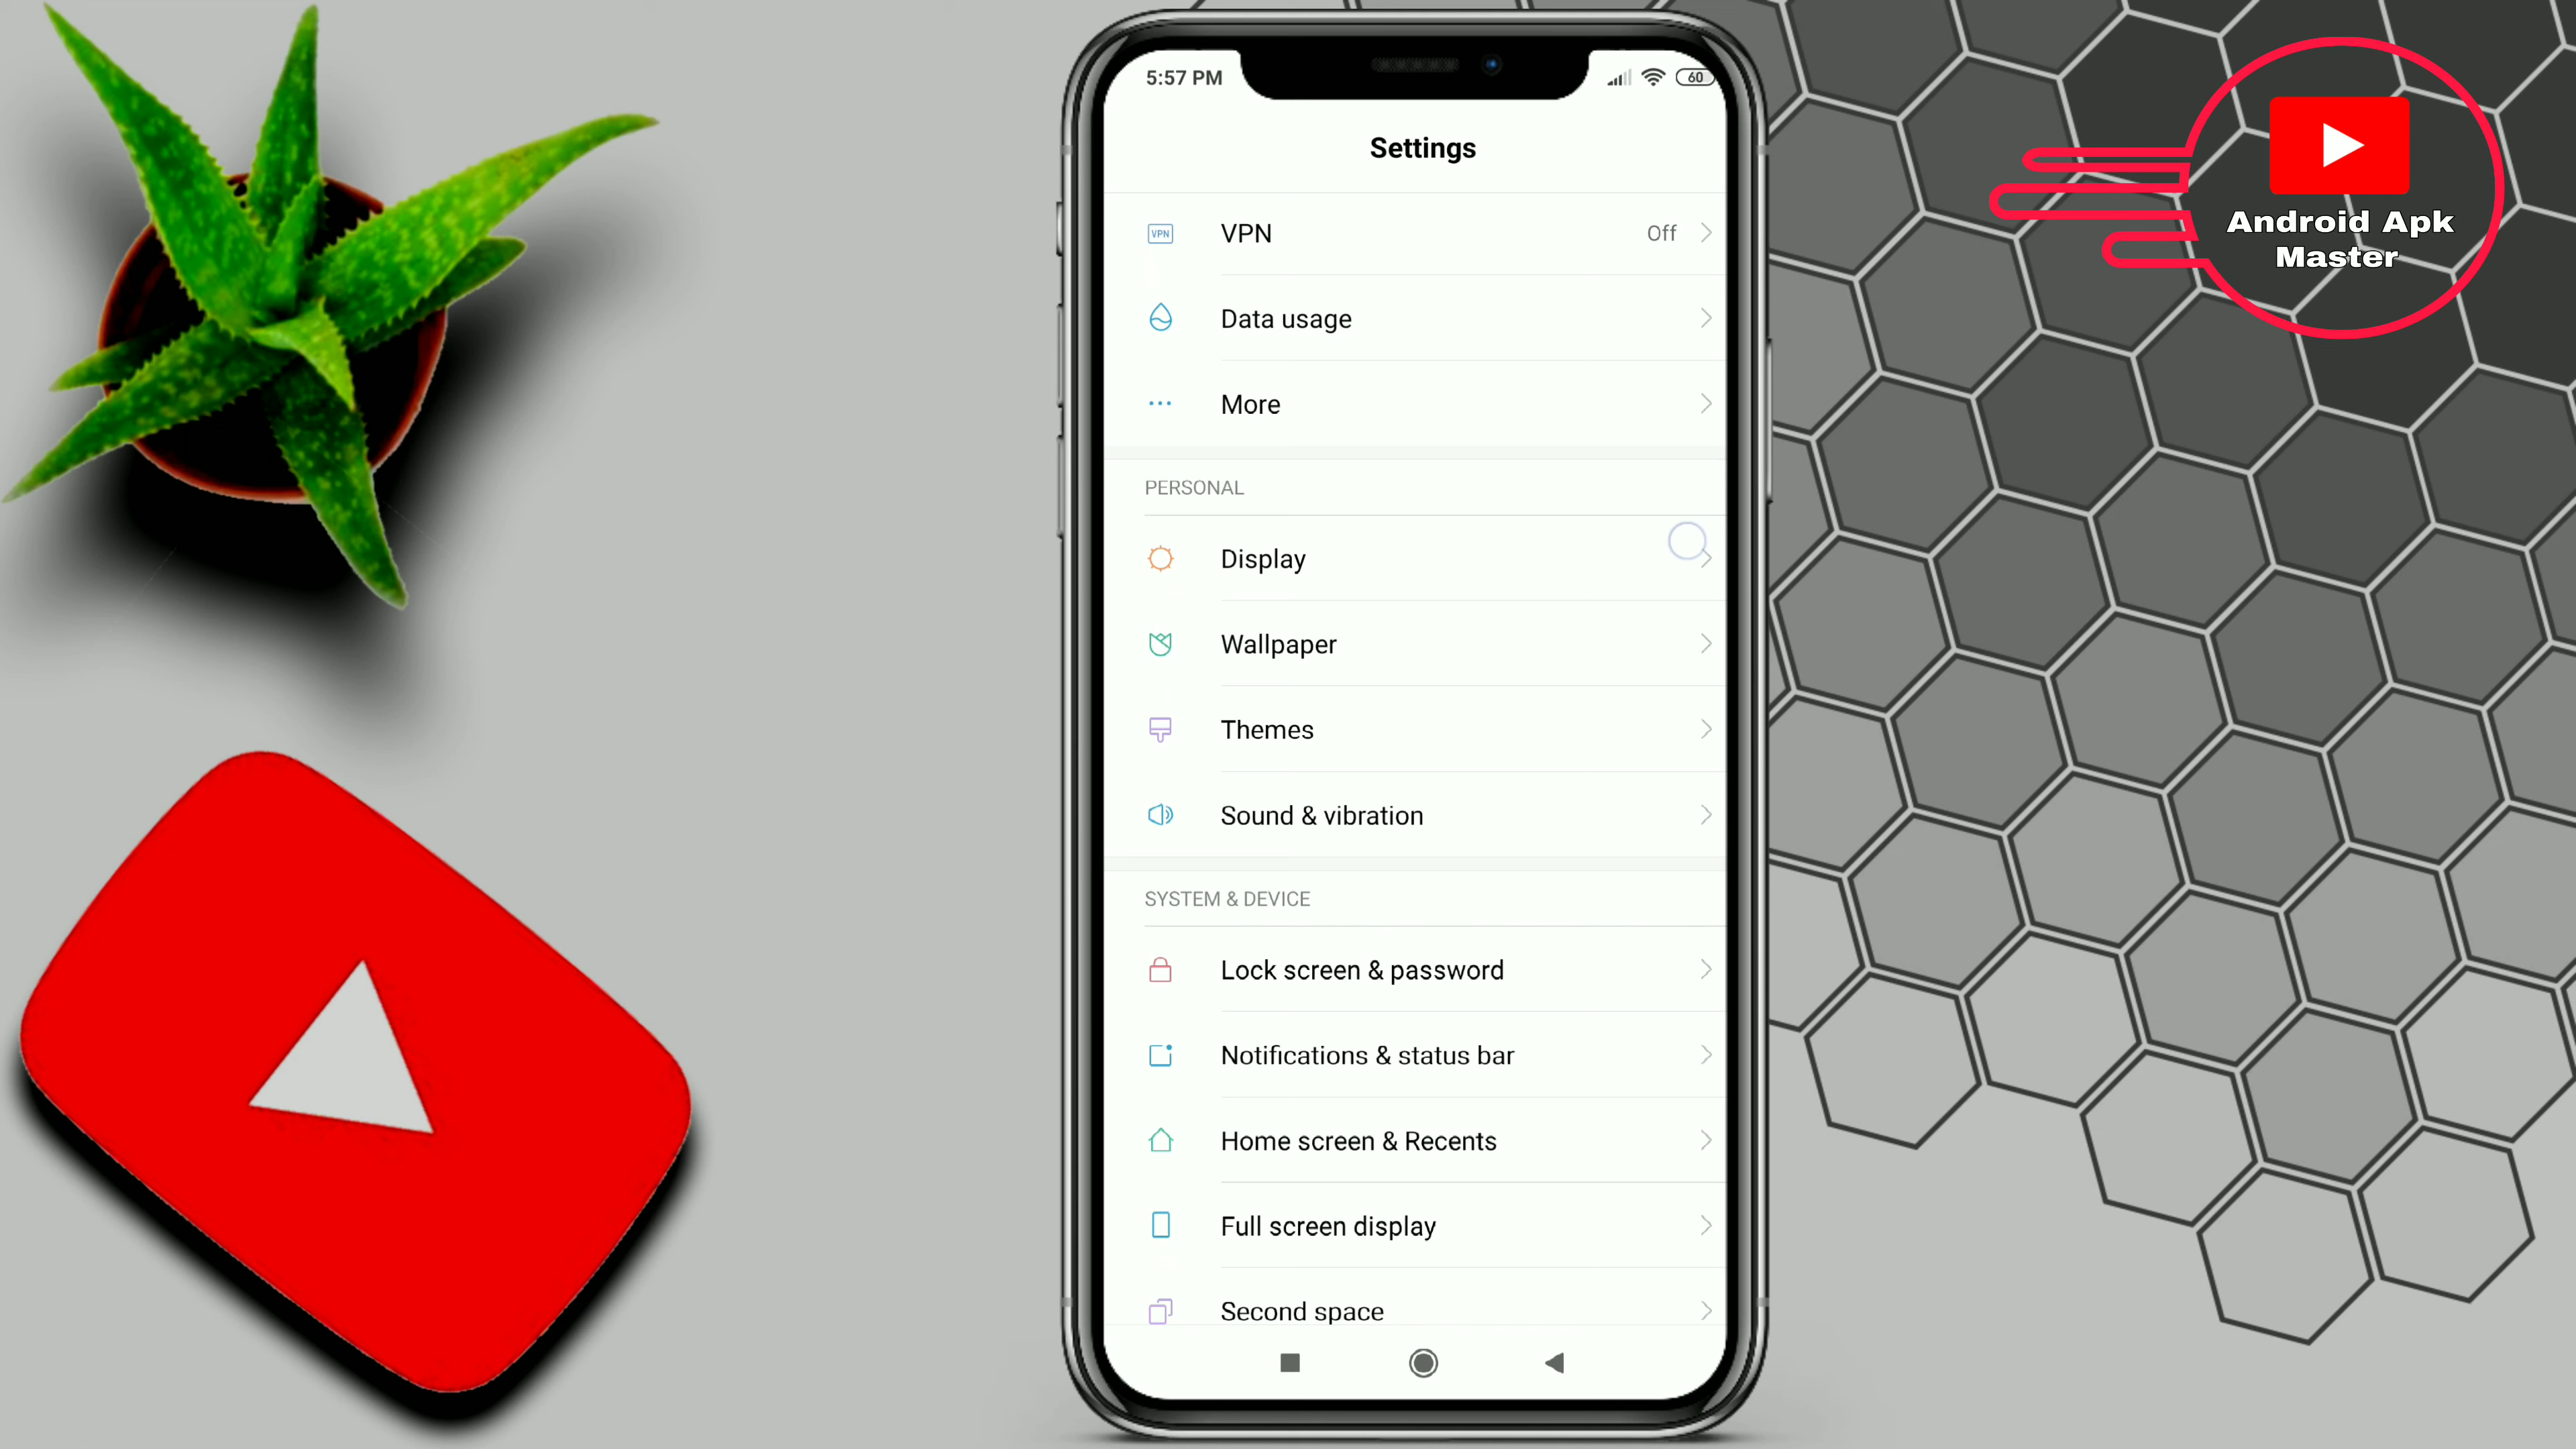 5:57 PM
60
Settings
VPN
VPN
Off
Data usage
More
PERSONAL
Display
Wallpaper
Themes
Sound & vibration
SYSTEM & DEVICE
Lock screen & password
Notifications & status bar
Home screen & Recents
Full screen display
Second space
Android Apk
Master